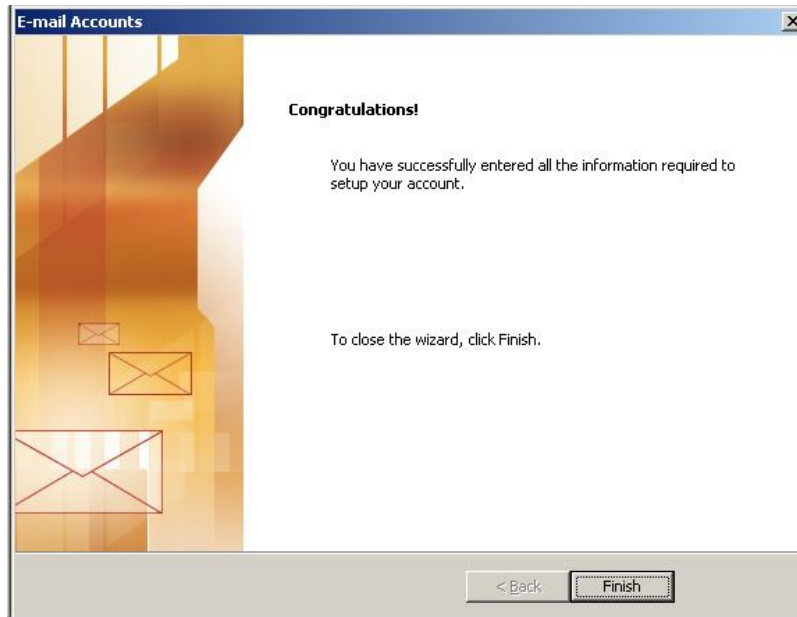 E-mail Accounts
Congratulations!
You have successfully entered all the information required to
setup your account.
To close the wizard, click Finish.
< Back
Finish